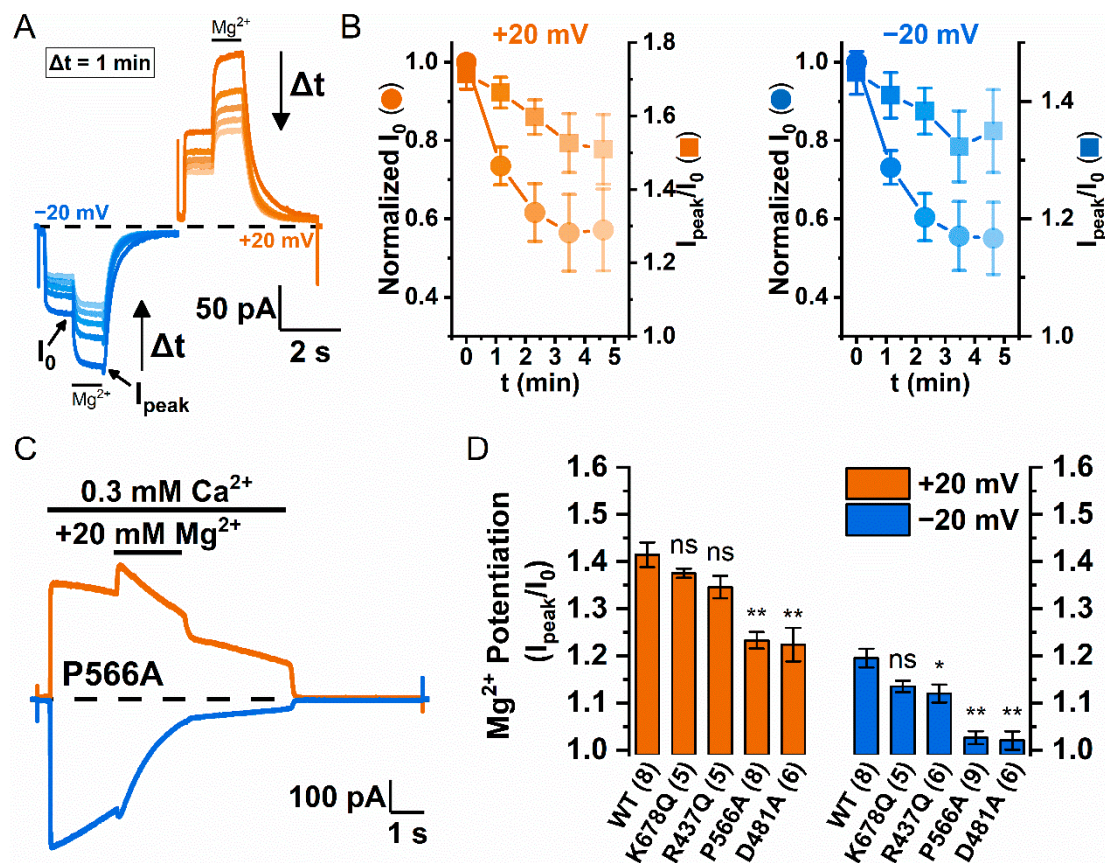 A
Δt = 1 min
Mg²⁺
Δt
−20 mV
+20 mV
I₀
Mg²⁺
Δt
I_peak
50 pA
2 s
B
+20 mV
Normalized I₀ (●)
1.0
0.8
0.6
0.4
1.8
1.6
1.4
1.2
1.0
I_peak/I₀ (■)
0 1 2 3 4 5
t (min)
−20 mV
Normalized I₀ (●)
1.0
0.8
0.6
0.4
1.4
1.2
1.0
I_peak/I₀ (■)
0 1 2 3 4 5
t (min)
C
0.3 mM Ca²⁺
+20 mM Mg²⁺
P566A
100 pA
1 s
D
Mg²⁺ Potentiation
(I_peak/I₀)
1.6
1.5
1.4
1.3
1.2
1.1
1.0
+20 mV
−20 mV
ns
ns
**
**
ns
*
**
**
1.6
1.5
1.4
1.3
1.2
1.1
1.0
WT (8)
K678Q (5)
R437Q (5)
P566A (8)
D481A (6)
WT (8)
K678Q (5)
R437Q (6)
P566A (9)
D481A (6)